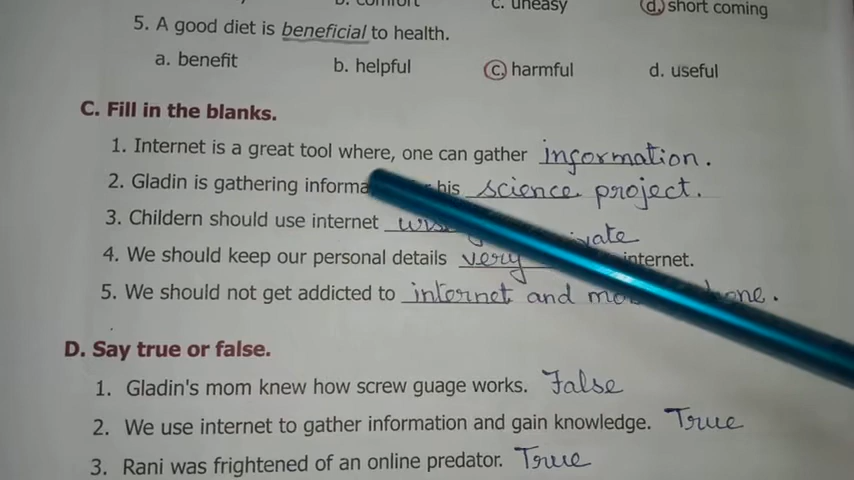 c. uneasy
d. short coming
5. A good diet is beneficial to health.
a. benefit b. helpful c. harmful d. useful
C. Fill in the blanks.
1. Internet is a great tool where, one can gather information.
2. Gladin is gathering his science project.
3. Childern should use internet
4. We should keep our personal details very internet.
5. We should not get addicted to internet and
D. Say true or false.
1. Gladin's mom knew how screw guage works. False
2. We use internet to gather information and gain knowledge. True
3. Rani was frightened of an online predator. True